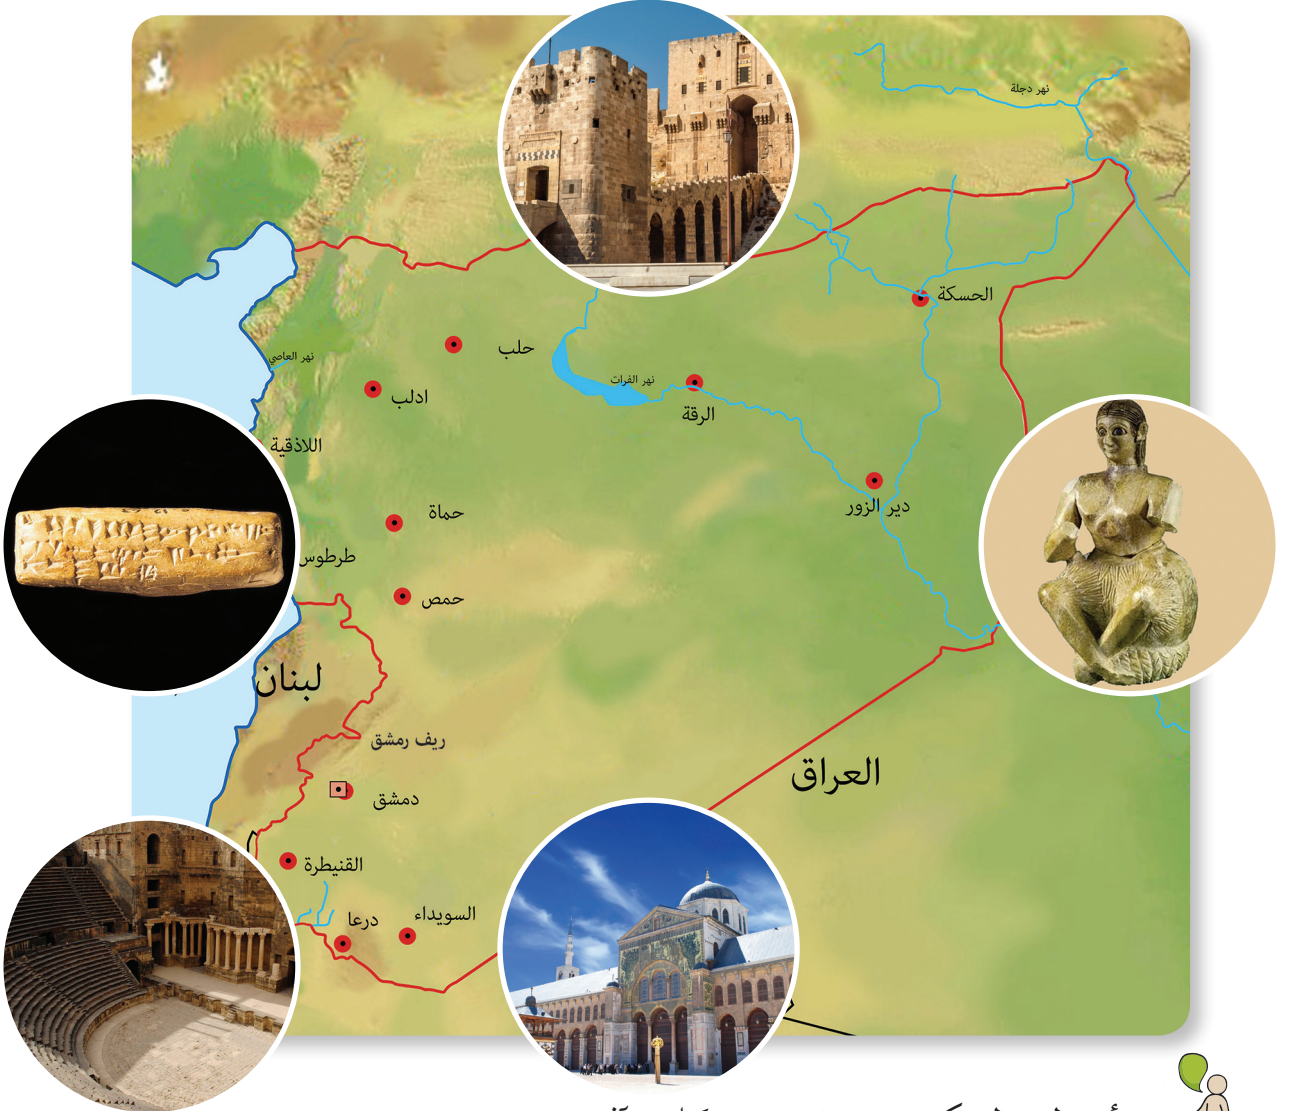 نهر دجلة
الحسكة
حلب
نهر العاصي
نهر الفرات
ادلب
الرقة
اللاذقية
دير الزور
حماة
طرطوس
حمص
لبنان
ريف رمشق
العراق
دمشق
القنيطرة
السويداء
درعا